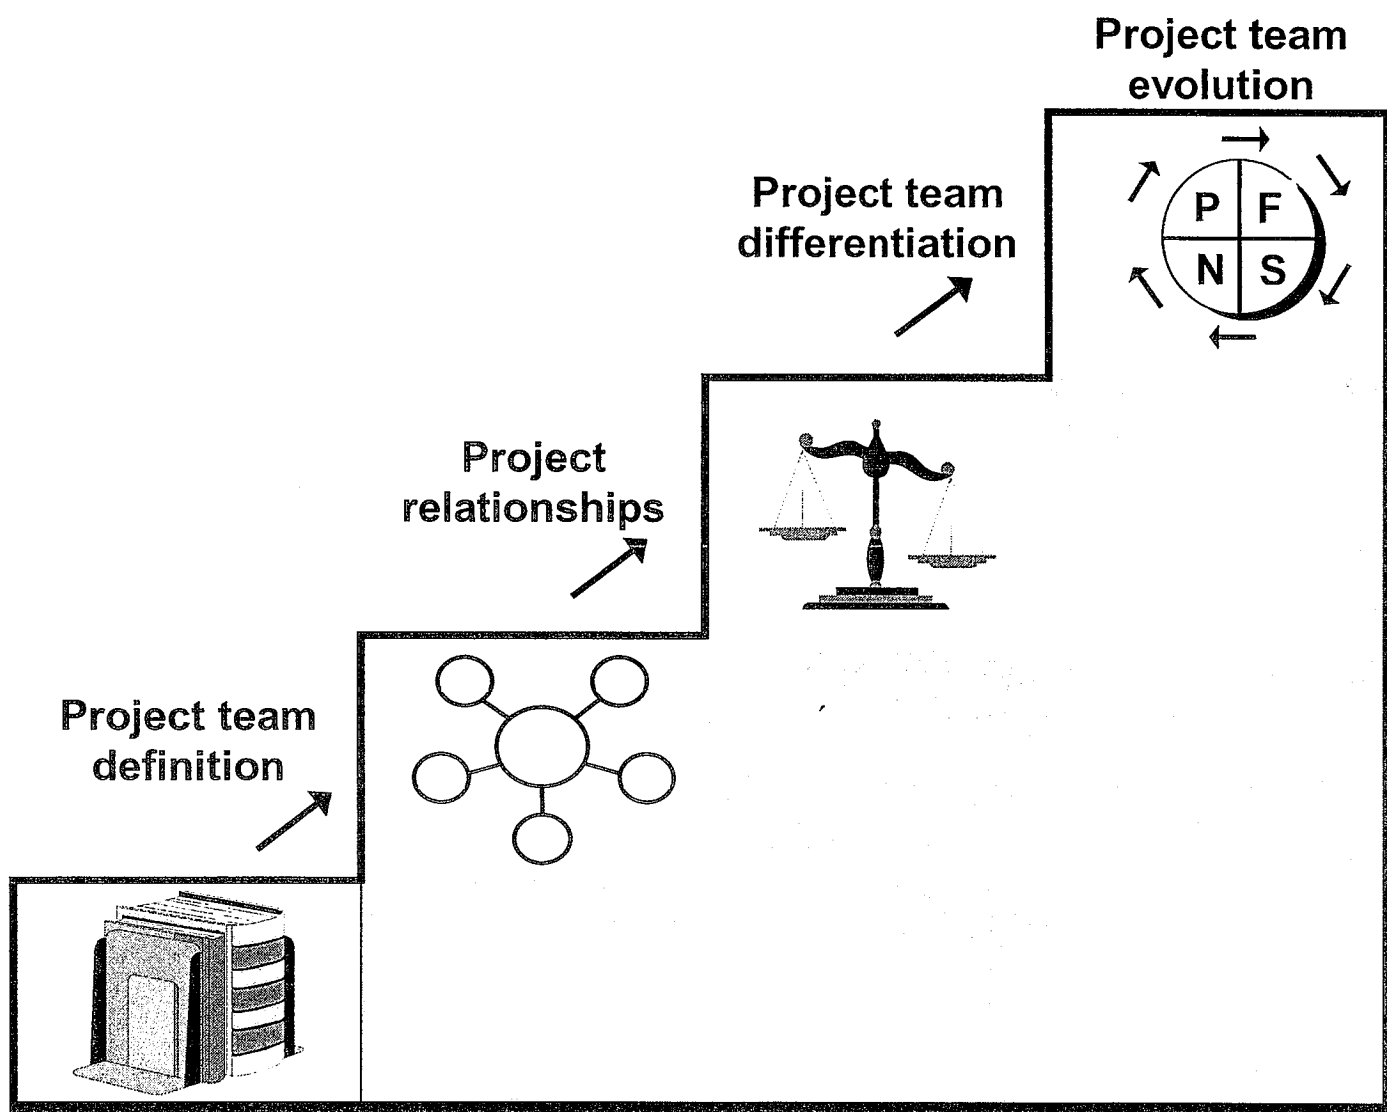 Project team
evolution
P F
N S
Project team
differentiation
Project
relationships
Project team
definition